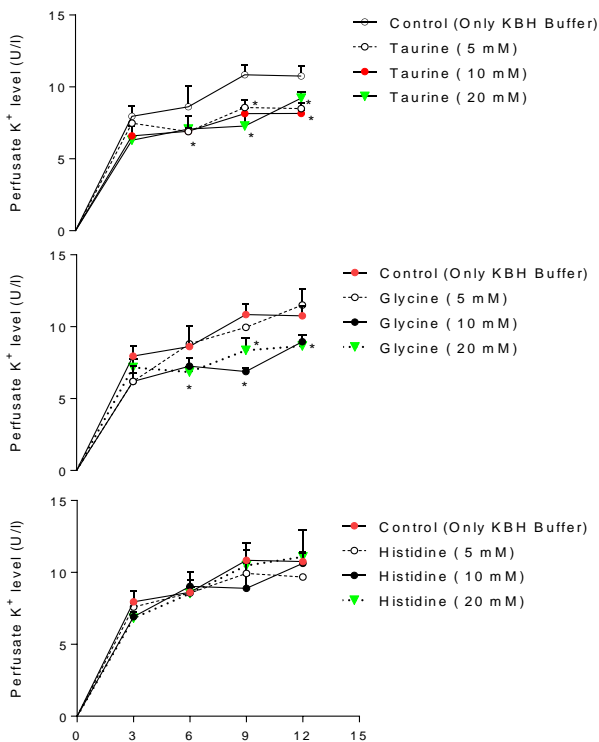 15
10
5
0
Perfusate K+ level (U/l)
Control (Only KBH Buffer)
Taurine (5 mM)
Taurine (10 mM)
Taurine (20 mM)
*
*
*
*
*
15
10
5
0
Perfusate K+ level (U/l)
Control (Only KBH Buffer)
Glycine (5 mM)
Glycine (10 mM)
Glycine (20 mM)
*
*
*
*
15
10
5
0
Perfusate K+ level (U/l)
Control (Only KBH Buffer)
Histidine (5 mM)
Histidine (10 mM)
Histidine (20 mM)
0 3 6 9 12 15